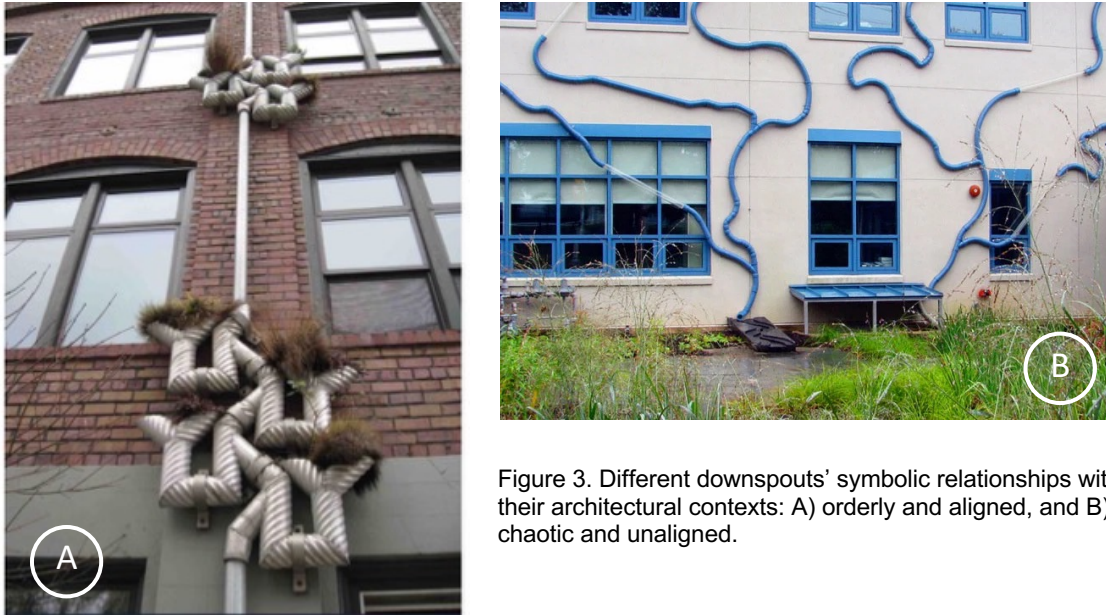 A
B
Figure 3. Different downspouts’ symbolic relationships wit
their architectural contexts: A) orderly and aligned, and B)
chaotic and unaligned.